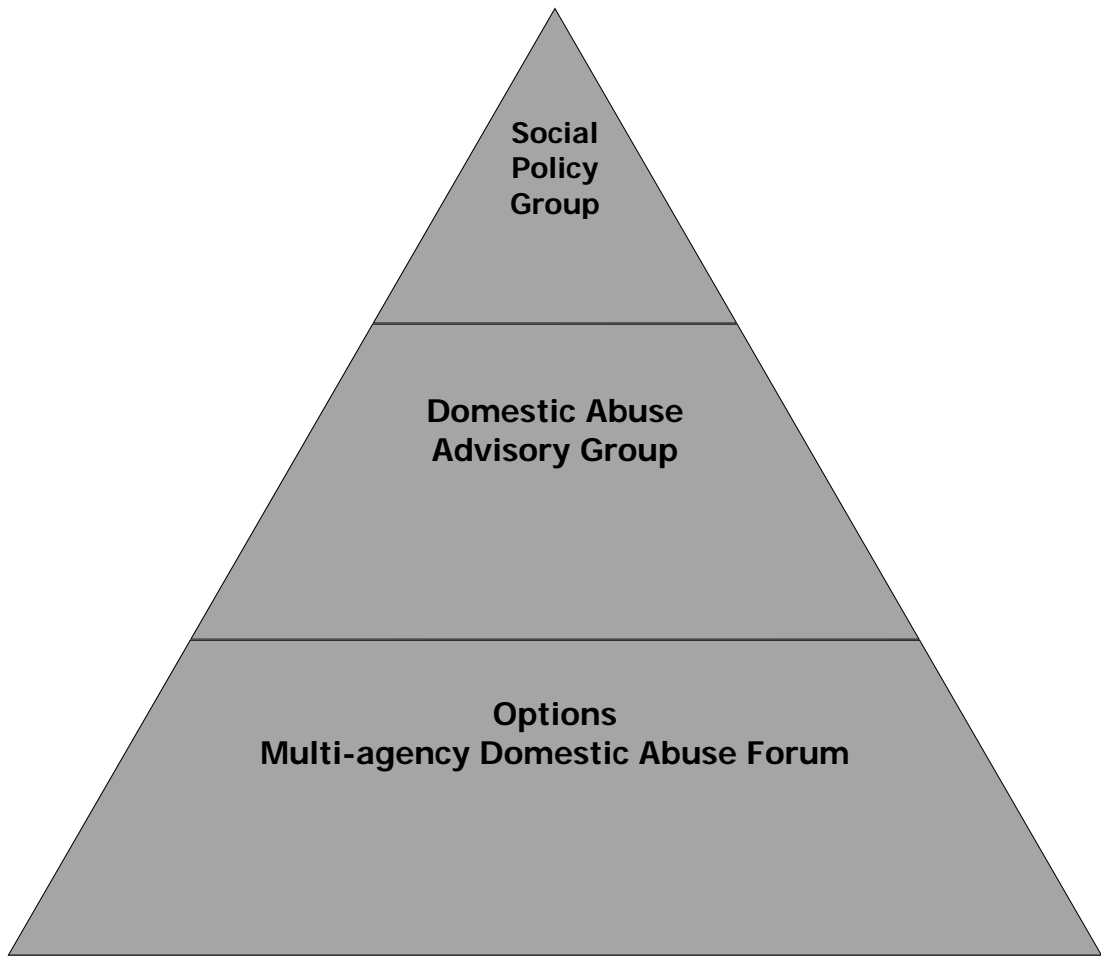 Social
Policy
Group
Domestic Abuse
Advisory Group
Options
Multi-agency Domestic Abuse Forum